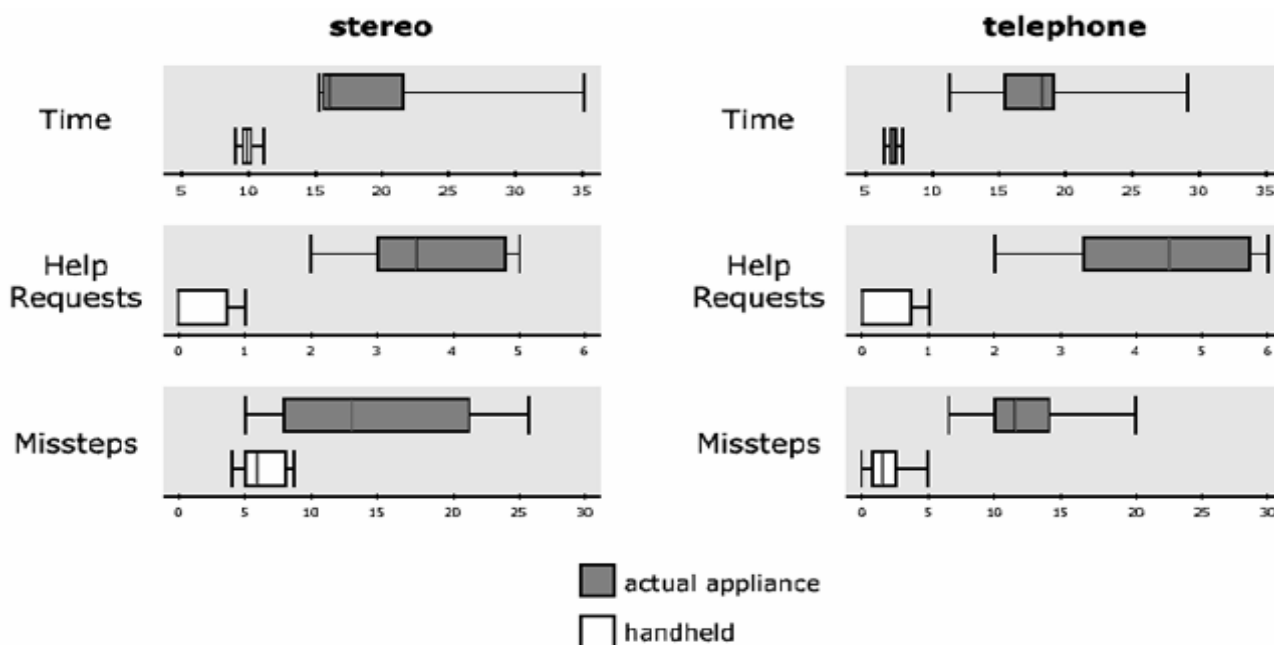 stereo
telephone
Time
5 10 15 20 25 30 35
Time
5 10 15 20 25 30 35
Help
Requests
0 1 2 3 4 5 6
Help
Requests
0 1 2 3 4 5 6
Missteps
0 5 10 15 20 25 30
Missteps
0 5 10 15 20 25 30
actual appliance
handheld